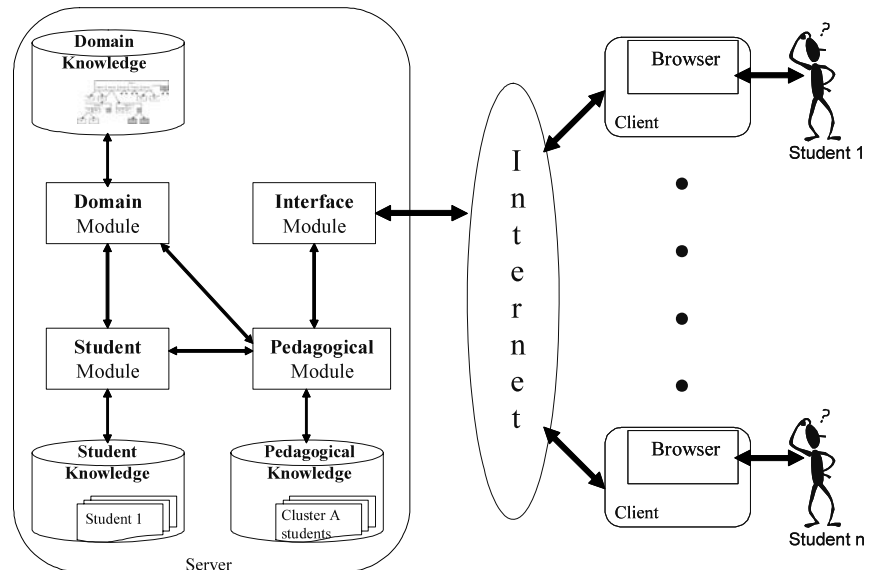 Domain
Knowledge
Domain
Module
Interface
Module
Student
Module
Pedagogical
Module
Student
Knowledge
Student 1
Pedagogical
Knowledge
Cluster A
students
Server
I
n
t
e
r
n
e
t
Browser
Client
?
Student 1
Browser
Client
?
Student n